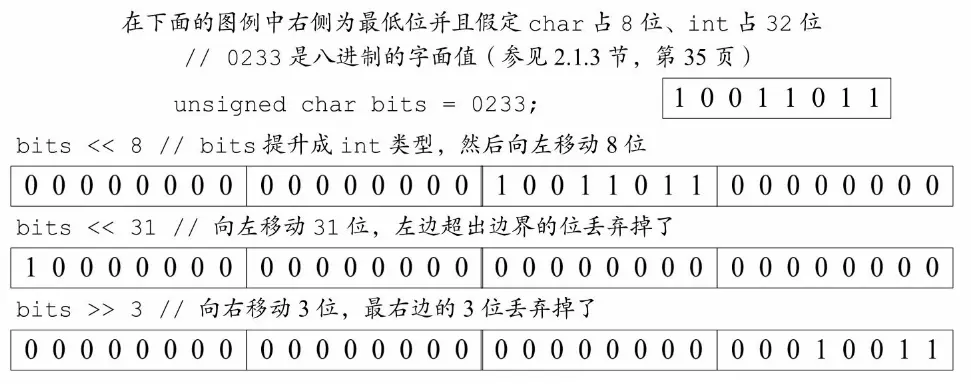 在下面的图例中右侧为最低位并且假定 char 占 8 位、int 占 32 位
// 0233 是八进制的字面值（参见 2.1.3 节，第 35 页）
unsigned char bits = 0233;
1 0 0 1 1 0 1 1
bits << 8 // bits 提升成 int 类型，然后向左移动 8 位
0 0 0 0 0 0 0 0 0 0 0 0 0 0 0 0 1 0 0 1 1 0 1 1 0 0 0 0 0 0 0 0
bits << 31 // 向左移动 31 位，左边超出边界的位丢弃掉了
1 0 0 0 0 0 0 0 0 0 0 0 0 0 0 0 0 0 0 0 0 0 0 0 0 0 0 0 0 0 0 0
bits >> 3 // 向右移动 3 位，最右边的 3 位丢弃掉了
0 0 0 0 0 0 0 0 0 0 0 0 0 0 0 0 0 0 0 0 0 0 0 0 0 0 0 1 0 0 1 1